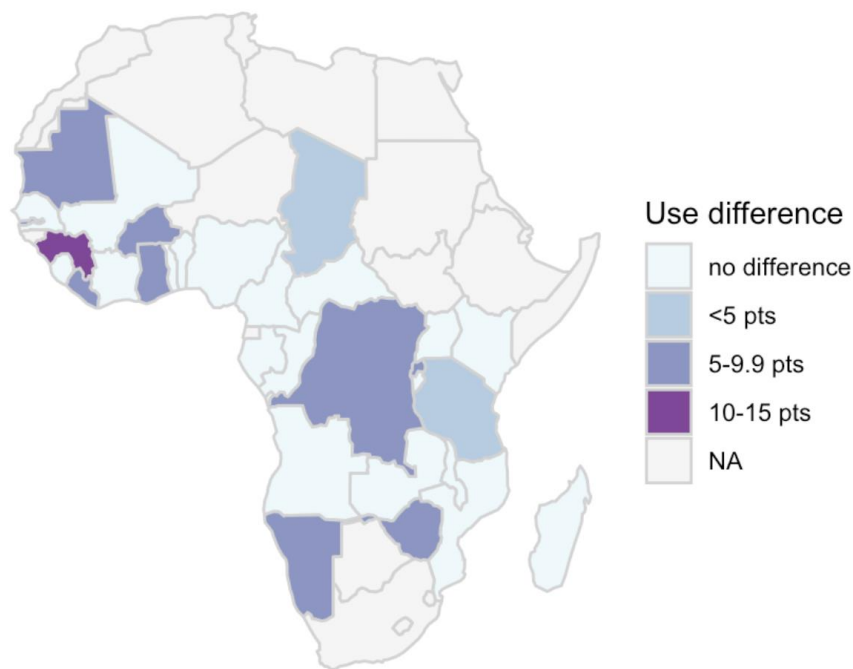 Use difference
no difference
<5 pts
5-9.9 pts
10-15 pts
NA